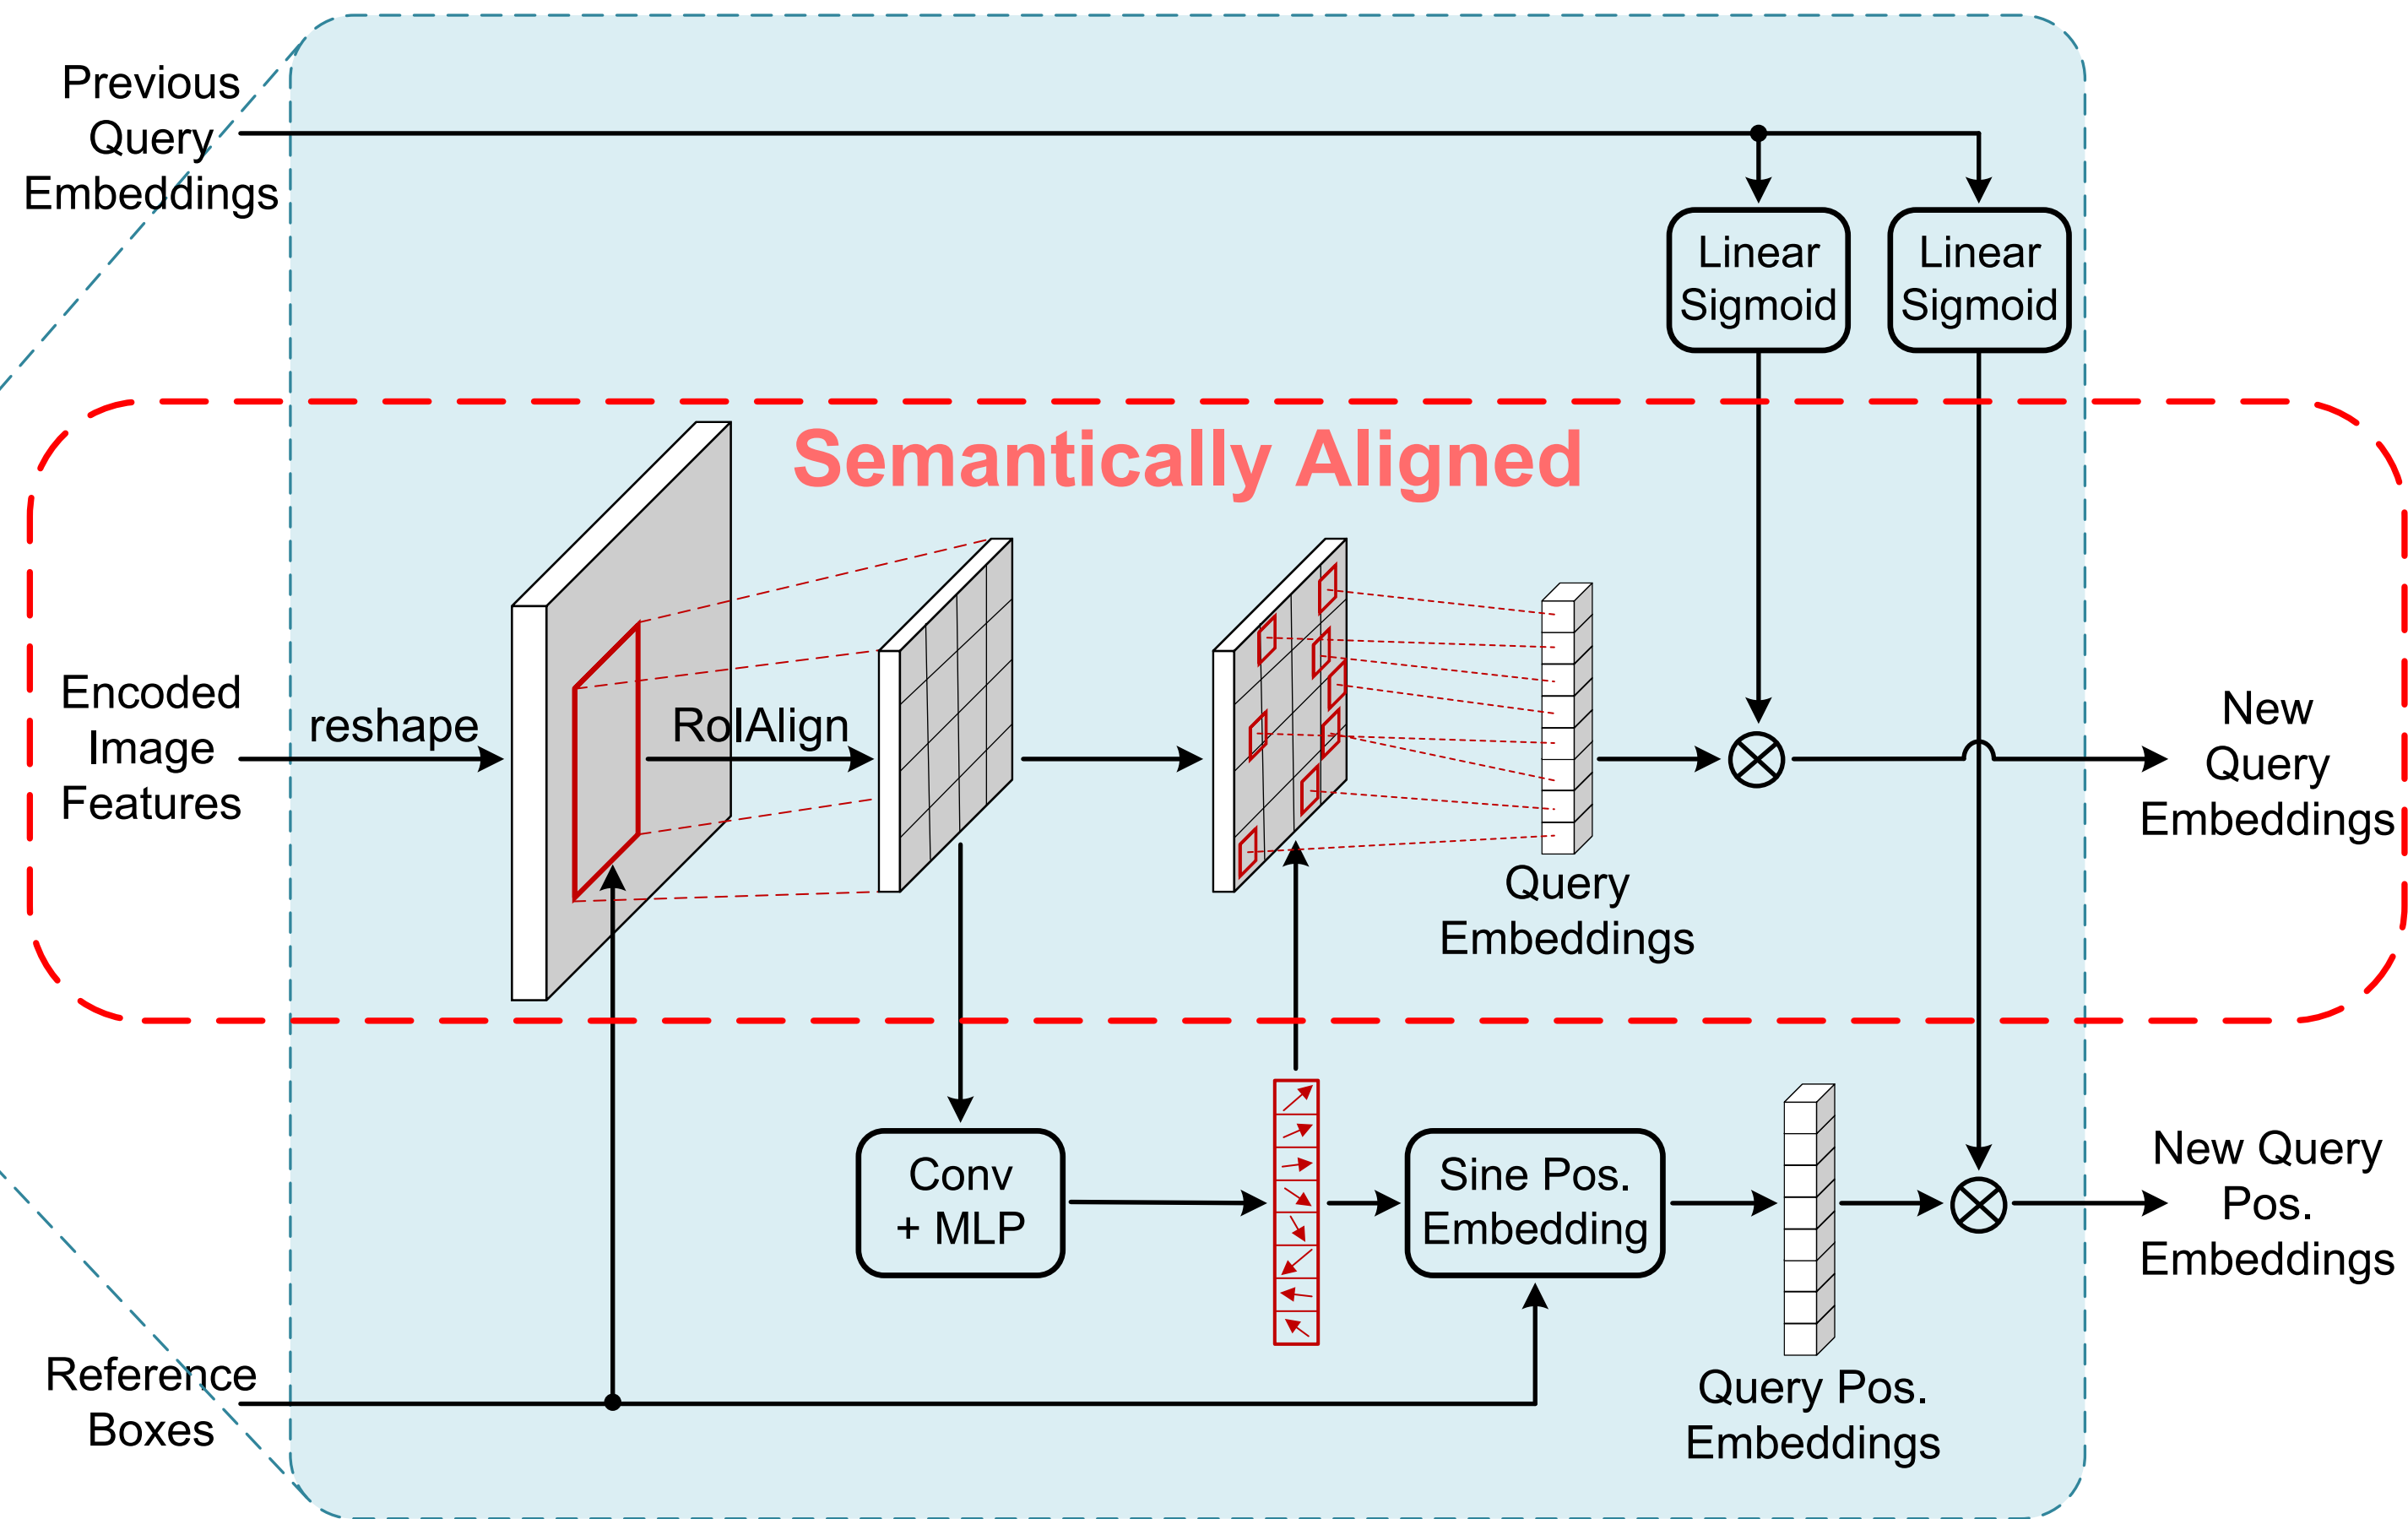 Previous
Query
Embeddings
Linear
Sigmoid
Linear
Sigmoid
Semantically Aligned
Encoded
Image
Features
reshape
RoIAlign
Query
Embeddings
New
Query
Embeddings
Conv
+ MLP
Sine Pos.
Embedding
Query Pos.
Embeddings
New Query
Pos.
Embeddings
Reference
Boxes